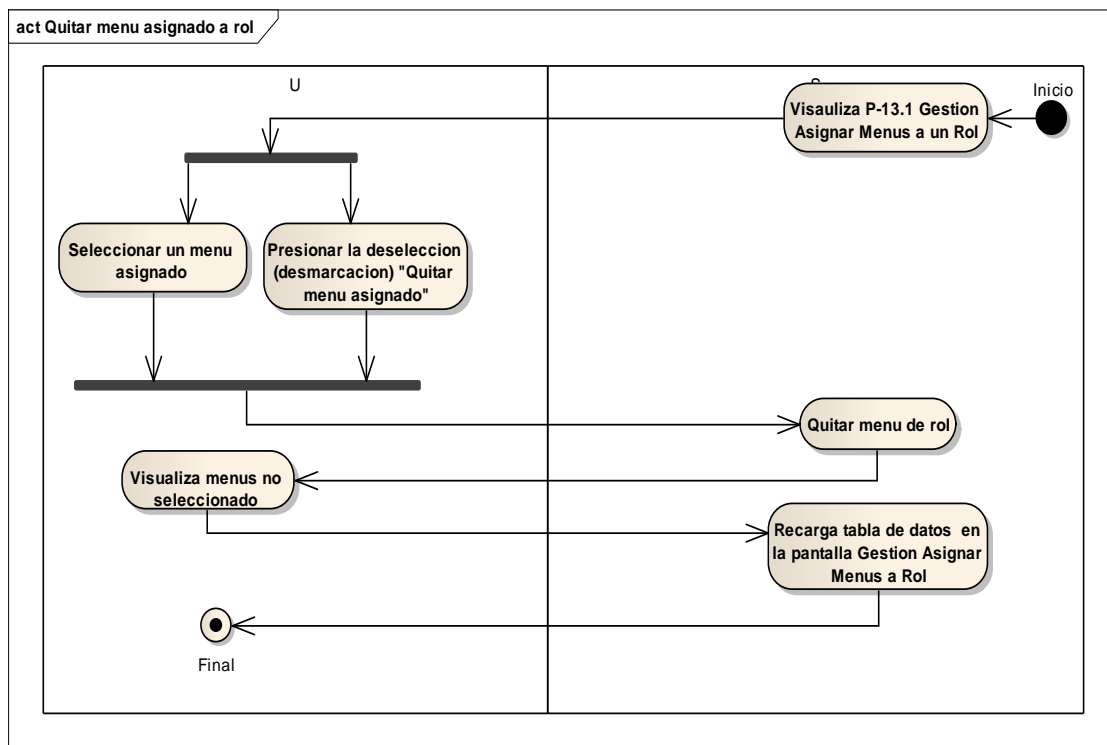 act Quitar menu asignado a rol
U
Inicio
Visauliza P-13.1 Gestion
Asignar Menus a un Rol
Seleccionar un menu
asignado
Presionar la deseleccion
(desmarcacion) "Quitar
menu asignado"
Quitar menu de rol
Visualiza menus no
seleccionado
Recarga tabla de datos en
la pantalla Gestion Asignar
Menus a Rol
Final